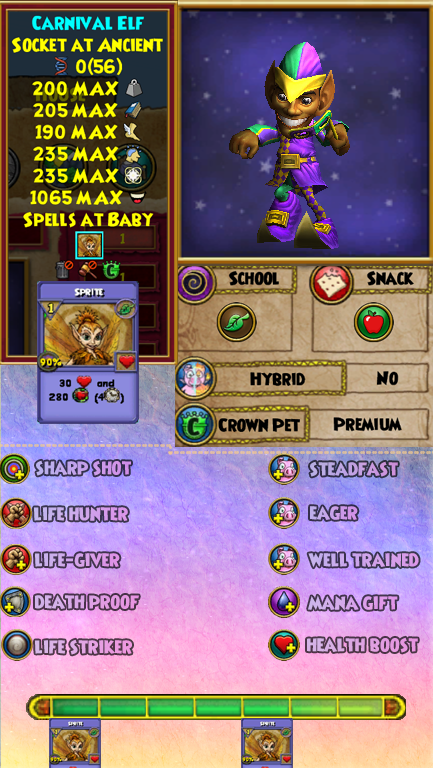 CARNIVAL ELF
SOCKET AT ANCIENT
0(56)
200 MAX
205 MAX
190 MAX
235 MAX
235 MAX
1065 MAX
SPELLS AT BABY
SPRITE
1
90%
30 and
280 (4)
SCHOOL
SNACK
HYBRID NO
CROWN PET PREMIUM
SHARP SHOT
STEADFAST
LIFE HUNTER
EAGER
LIFE-GIVER
WELL TRAINED
DEATH PROOF
MANA GIFT
LIFE STRIKER
HEALTH BOOST
SPRITE
SPRITE